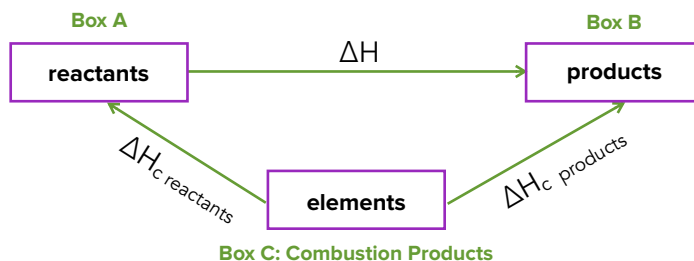 Box A
Box B
reactants
ΔH
products
ΔHc reactants
ΔHc products
elements
Box C: Combustion Products